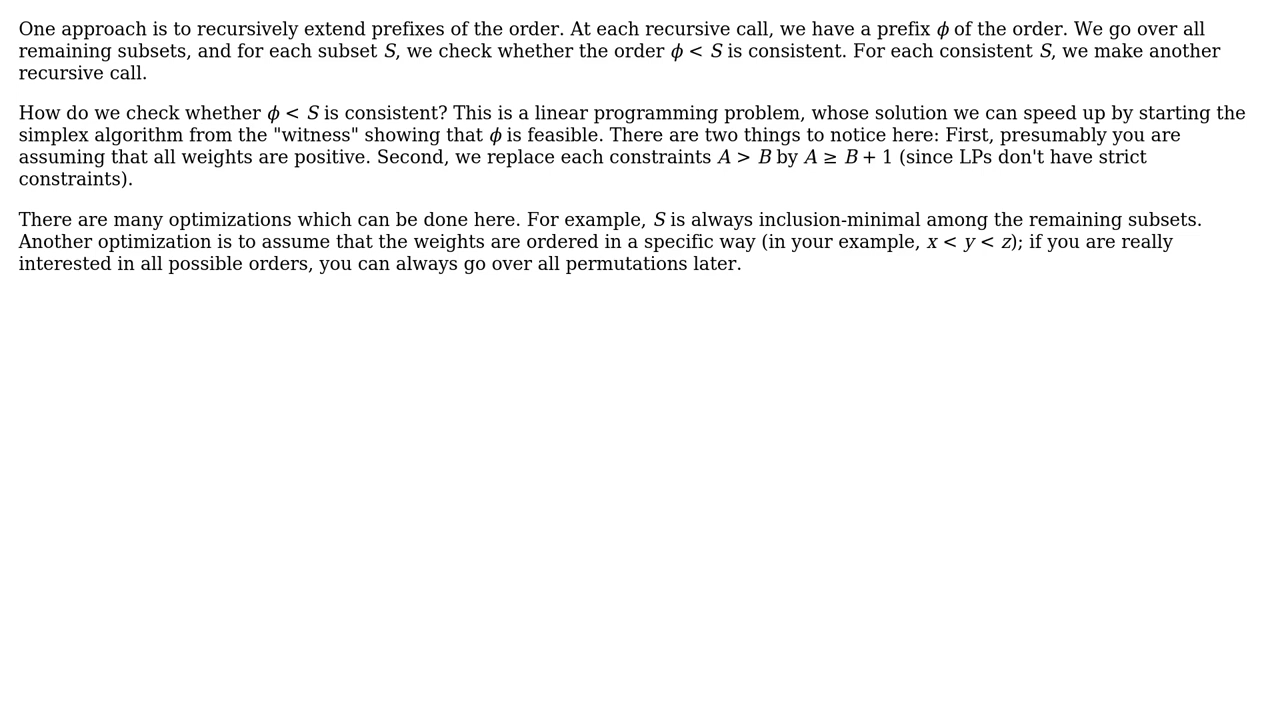 One approach is to recursively extend prefixes of the order. At each recursive call, we have a prefix ϕ of the order. We go over all
remaining subsets, and for each subset S, we check whether the order ϕ < S is consistent. For each consistent S, we make another
recursive call.
How do we check whether ϕ < S is consistent? This is a linear programming problem, whose solution we can speed up by starting the
simplex algorithm from the "witness" showing that ϕ is feasible. There are two things to notice here: First, presumably you are
assuming that all weights are positive. Second, we replace each constraints A > B by A ≥ B + 1 (since LPs don't have strict
constraints).
There are many optimizations which can be done here. For example, S is always inclusion-minimal among the remaining subsets.
Another optimization is to assume that the weights are ordered in a specific way (in your example, x < y < z); if you are really
interested in all possible orders, you can always go over all permutations later.